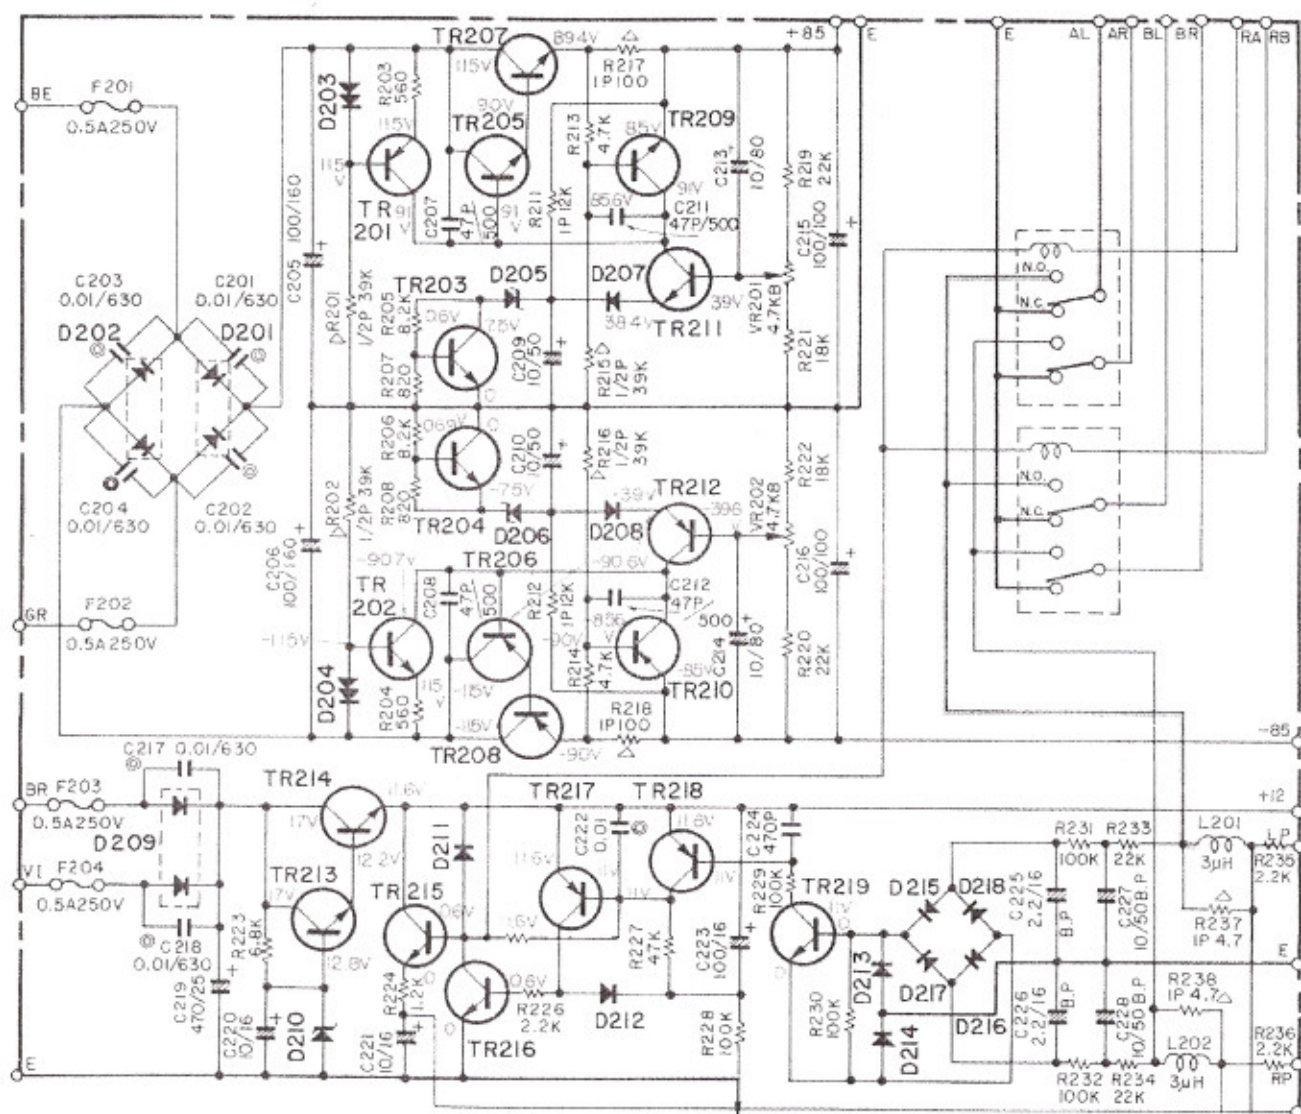 +85
E
E
AL
AR
BL
BR
RA
RB
BE
F201
0.5A250V
TR207
89.4V
115V
R217
1P100
D203
R203
560
90V
TR205
R213
4.7K
85V
TR209
115V
115
V
TR
201
91
V
C207
47P
500
91
V
R211
1P12K
85.6V
91V
C211
47P/500
C213
10/80
R219
22K
C215
100/100
C205
100/160
C203
0.01/630
D202
C201
0.01/630
D201
R201
1/2P 39K
R205
8.2K
TR203
0.6V
7.5V
0
D205
D207
38.4V
TR211
39V
VR201
4.7KB
R221
18K
R207
820
C209
10/50
R215
1/2P
39K
N.O.
N.C.
C204
0.01/630
C202
0.01/630
R206
8.2K
0.69V
0
-7.5V
TR204
R208
820
C210
10/50
R216
1/2P
39K
R222
18K
R202
1/2P 39K
D206
D208
-39V
TR212
-39.6
V
VR202
4.7KB
C216
100/100
N.O.
N.C.
C206
100/160
-90.7V
TR
202
C208
47P
500
TR206
R212
1P12K
-90.6V
C212
47P
500
GR
F202
0.5A250V
-115V
D204
R204
560
115
V
-115V
-90V
-85.6
V
R214
4.7K
-85V
TR210
C214
10/80
R220
22K
-115V
TR208
-90V
R218
1P100
-85
C217 0.01/630
BR
F203
0.5A250V
D209
VI
F204
0.5A250V
C218
0.01/630
C219
470/25
E
TR214
11.6V
17V
12.2V
TR213
17V
12.8V
R223
6.8K
C220
10/16
D210
D211
TR215
0.6V
0
R224
1.2K
C221
10/16
TR217
C222
0.01
11.6V
11V
1.6V
0.6V
R226
2.2K
TR216
0
D212
TR218
11.6V
11V
R227
47K
R228
100K
C223
100/16
C224
470P
R229
100K
TR219
.1V
0
R230
100K
D213
D214
D215
D218
D217
D216
+12
R231
100K
R233
22K
L201
3μH
LP
R235
2.2K
C225
2.2/16
B.P
C227
10/50B.P
R237
1P 4.7
E
C226
2.2/16
B.P
C228
10/50 B.P
R238
1P 4.7
R236
2.2K
R232
100K
R234
22K
L202
3μH
RP